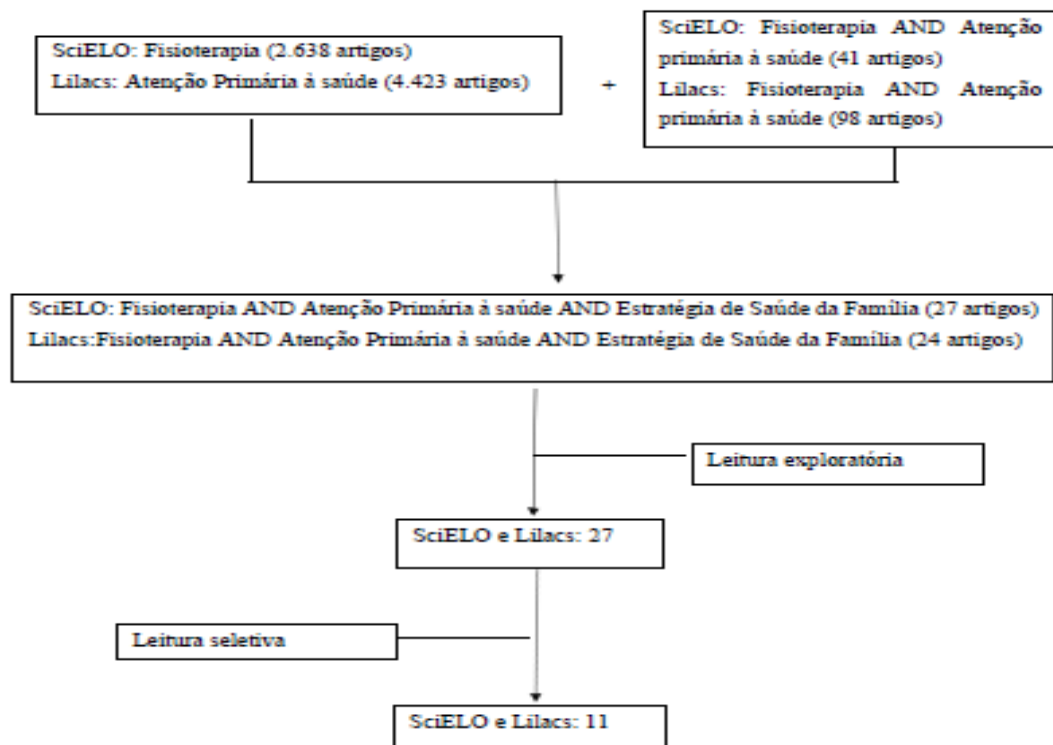 SciELO: Fisioterapia (2.638 artigos)
Lilacs: Atenção Primária à saúde (4.423 artigos)
+
SciELO: Fisioterapia AND Atenção
primária à saúde (41 artigos)
Lilacs: Fisioterapia AND Atenção
primária à saúde (98 artigos)
SciELO: Fisioterapia AND Atenção Primária à saúde AND Estratégia de Saúde da Família (27 artigos)
Lilacs:Fisioterapia AND Atenção Primária à saúde AND Estratégia de Saúde da Família (24 artigos)
Leitura exploratória
SciELO e Lilacs: 27
Leitura seletiva
SciELO e Lilacs: 11